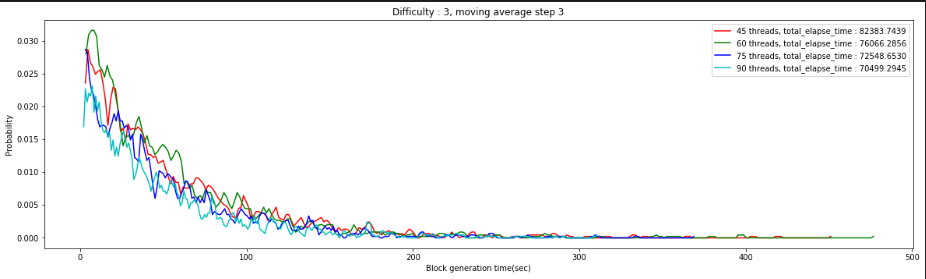 Difficulty : 3, moving average step 3
45 threads, total_elapse_time : 82383.7439
60 threads, total_elapse_time : 76066.2856
75 threads, total_elapse_time : 72548.6530
90 threads, total_elapse_time : 70499.2945
0.030
0.025
0.020
0.015
0.010
0.005
0.000
Probability
0 100 200 300 400 500
Block generation time(sec)